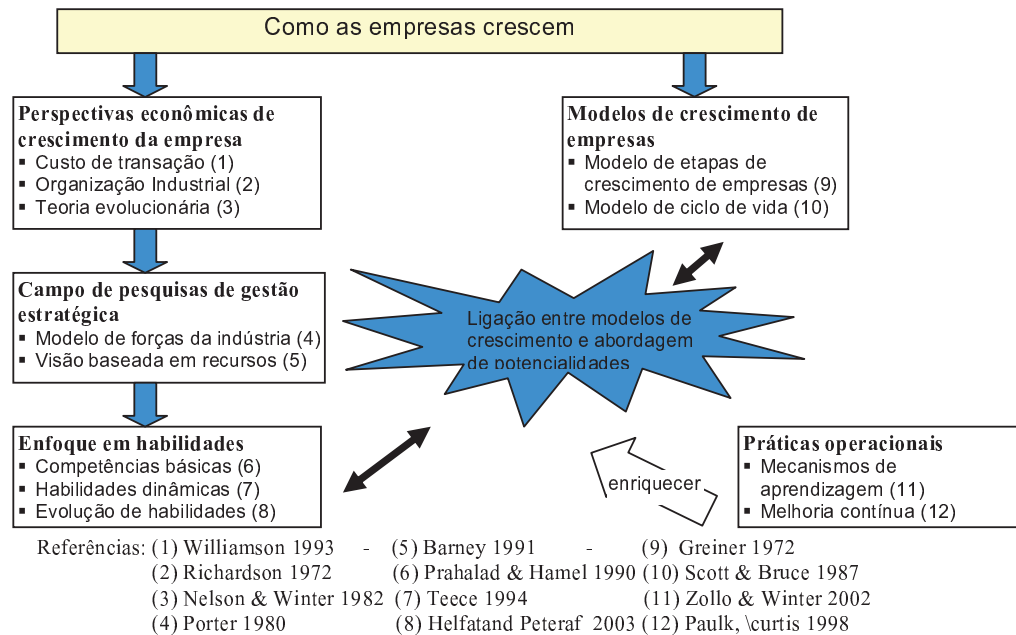 Como as empresas crescem
Perspectivas econômicas de
crescimento da empresa
▪ Custo de transação (1)
▪ Organização Industrial (2)
▪ Teoria evolucionária (3)
Modelos de crescimento de
empresas
▪ Modelo de etapas de
crescimento de empresas (9)
▪ Modelo de ciclo de vida (10)
Campo de pesquisas de gestão
estratégica
▪ Modelo de forças da indústria (4)
▪ Visão baseada em recursos (5)
Ligação entre modelos de
crescimento e abordagem
de potencialidades
Enfoque em habilidades
▪ Competências básicas (6)
▪ Habilidades dinâmicas (7)
▪ Evolução de habilidades (8)
enriquecer
Práticas operacionais
▪ Mecanismos de
aprendizagem (11)
▪ Melhoria contínua (12)
Referências: (1) Williamson 1993 - (5) Barney 1991 - (9) Greiner 1972
(2) Richardson 1972 (6) Prahalad & Hamel 1990 (10) Scott & Bruce 1987
(3) Nelson & Winter 1982 (7) Teece 1994 (11) Zollo & Winter 2002
(4) Porter 1980 (8) Helfatand Peteraf 2003 (12) Paulk, \curtis 1998